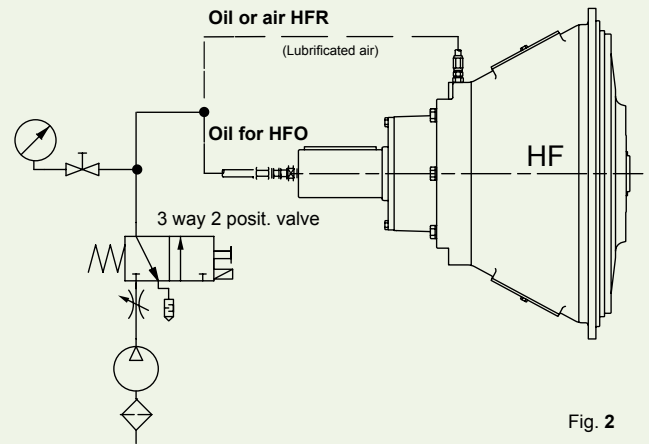 Oil or air HFR
(Lubrificated air)
Oil for HFO
HF
3 way 2 posit. valve
Fig. 2